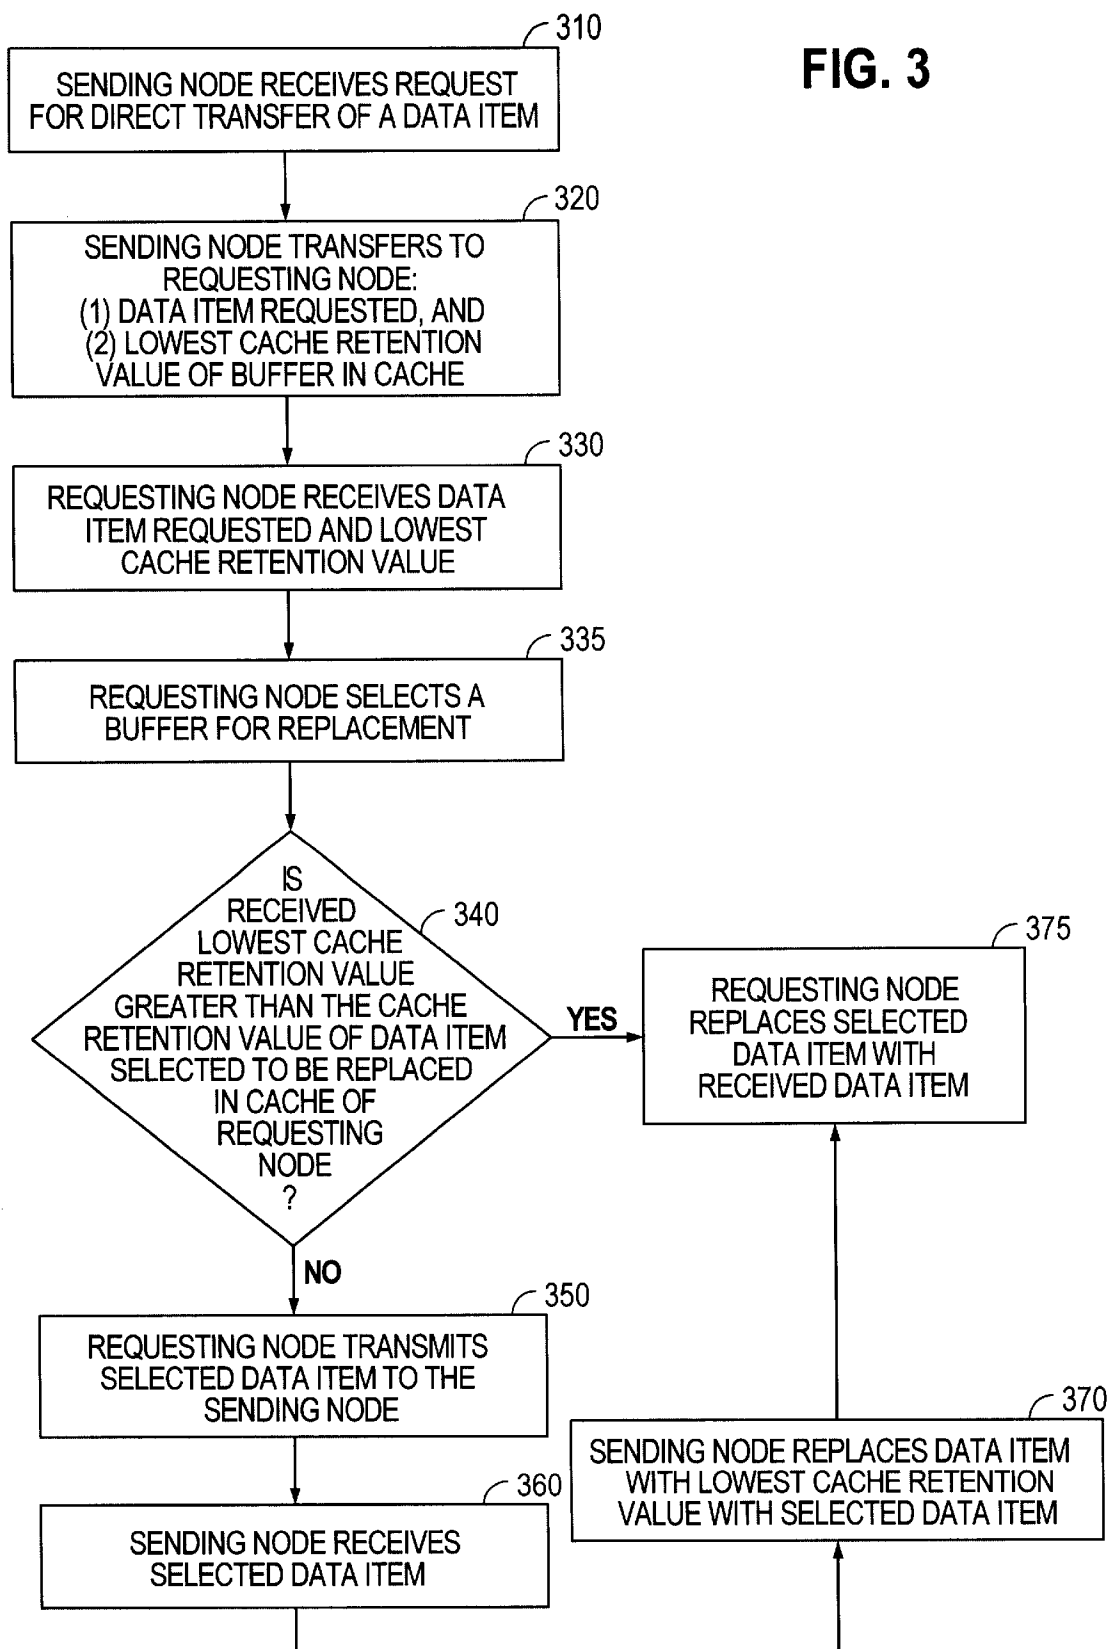 310
FIG. 3
SENDING NODE RECEIVES REQUEST
FOR DIRECT TRANSFER OF A DATA ITEM
320
SENDING NODE TRANSFERS TO
REQUESTING NODE:
(1) DATA ITEM REQUESTED, AND
(2) LOWEST CACHE RETENTION
VALUE OF BUFFER IN CACHE
330
REQUESTING NODE RECEIVES DATA
ITEM REQUESTED AND LOWEST
CACHE RETENTION VALUE
335
REQUESTING NODE SELECTS A
BUFFER FOR REPLACEMENT
340
IS
RECEIVED
LOWEST CACHE
RETENTION VALUE
GREATER THAN THE CACHE
RETENTION VALUE OF DATA ITEM
SELECTED TO BE REPLACED
IN CACHE OF
REQUESTING
NODE
?
YES
375
REQUESTING NODE
REPLACES SELECTED
DATA ITEM WITH
RECEIVED DATA ITEM
NO
350
REQUESTING NODE TRANSMITS
SELECTED DATA ITEM TO THE
SENDING NODE
360
SENDING NODE RECEIVES
SELECTED DATA ITEM
370
SENDING NODE REPLACES DATA ITEM
WITH LOWEST CACHE RETENTION
VALUE WITH SELECTED DATA ITEM